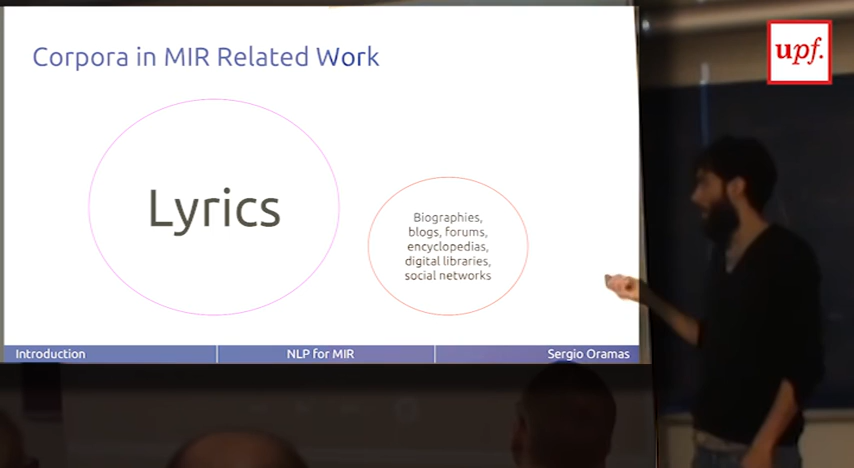 Corpora in MIR Related Work
upf.
Lyrics
Biographies,
blogs, forums,
encyclopedias,
digital libraries,
social networks
Introduction
NLP for MIR
Sergio Oramas